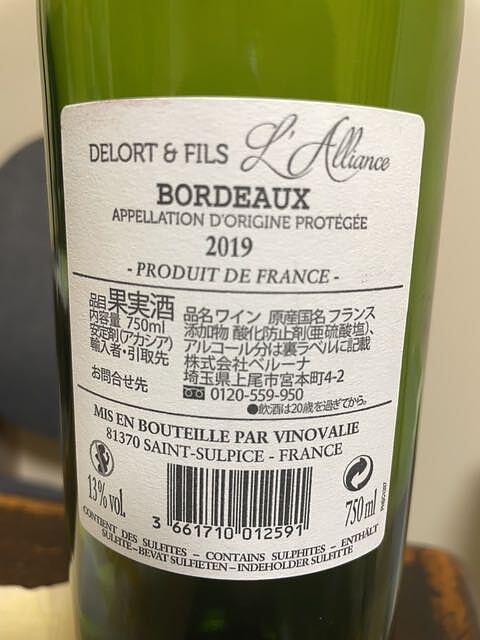 DELORT & FILS L'Alliance
BORDEAUX
APPELLATION D'ORIGINE PROTÉGÉE
2019
- PRODUIT DE FRANCE -
品目 果実酒 品名 ワイン 原産国名 フランス
内容量 750ml 添加物 酸化防止剤(亜硫酸塩)、
安定剤(アカシア) アルコール分は裏ラベルに記載
輸入者・引取先 株式会社ベルーナ
埼玉県上尾市宮本町4-2
お問合せ先 0120-559-950
●飲酒は20歳を過ぎてから。
MIS EN BOUTEILLE PAR VINOVALIE
81370 SAINT-SULPICE - FRANCE
13% vol.
750 ml
3 661710 012591
CONTIENT DES SULFITES – CONTAINS SULPHITES – ENTHÄLT
SULFITE – BEVAT SULFIETEN – INDEHOLDER SULFITTE